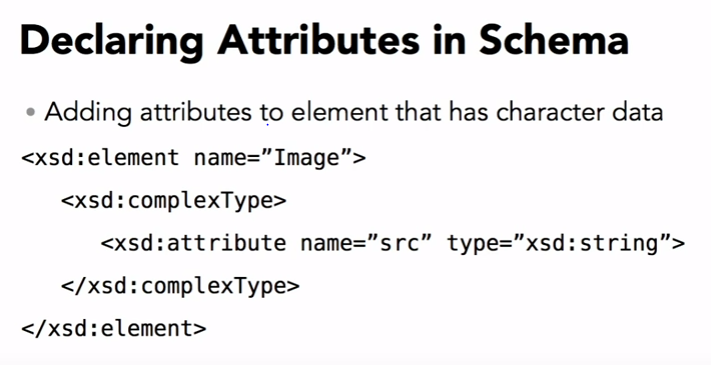 Declaring Attributes in Schema
• Adding attributes to element that has character data
<xsd:element name=”Image”>
<xsd:complexType>
<xsd:attribute name=”src” type=”xsd:string”>
</xsd:complexType>
</xsd:element>